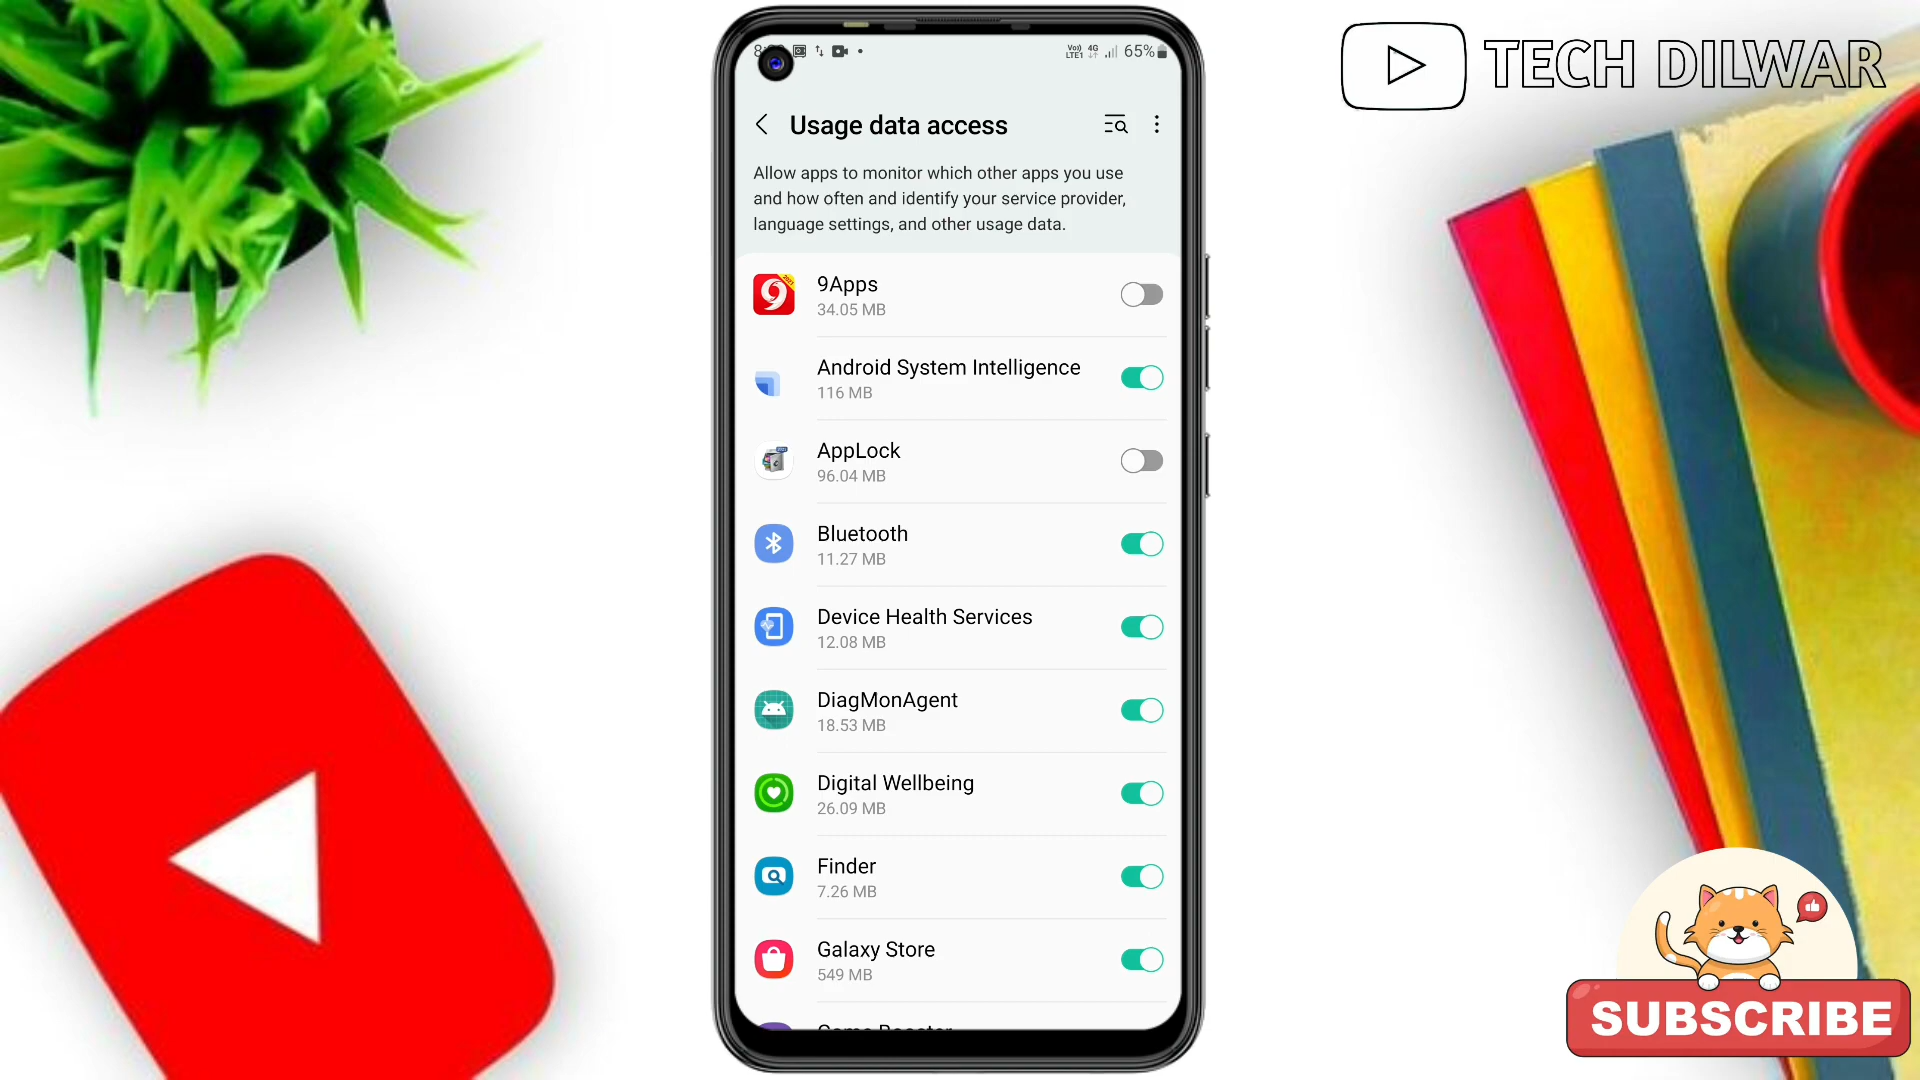 TECH DILWAR
65%
Usage data access
Allow apps to monitor which other apps you use
and how often and identify your service provider,
language settings, and other usage data.
9Apps
34.05 MB
Android System Intelligence
116 MB
AppLock
96.04 MB
Bluetooth
11.27 MB
Device Health Services
12.08 MB
DiagMonAgent
18.53 MB
Digital Wellbeing
26.09 MB
Finder
7.26 MB
Galaxy Store
549 MB
SUBSCRIBE